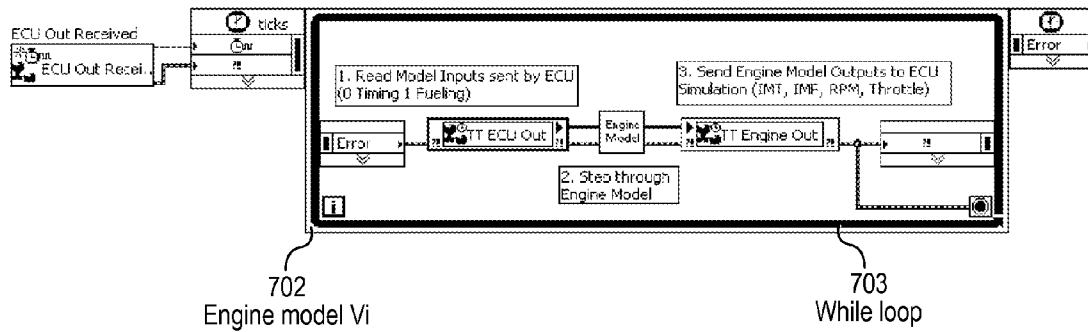 ticks
ECU Out Received
ECU Out Recei..
Error
1. Read Model Inputs sent by ECU
(0 Timing 1 Fueling)
3. Send Engine Model Outputs to ECU
Simulation (IMT, IMF, RPM, Throttle)
Error
TT ECU Out
Engine
Model
TT Engine Out
2. Step through
Engine Model
i
702
Engine model Vi
703
While loop